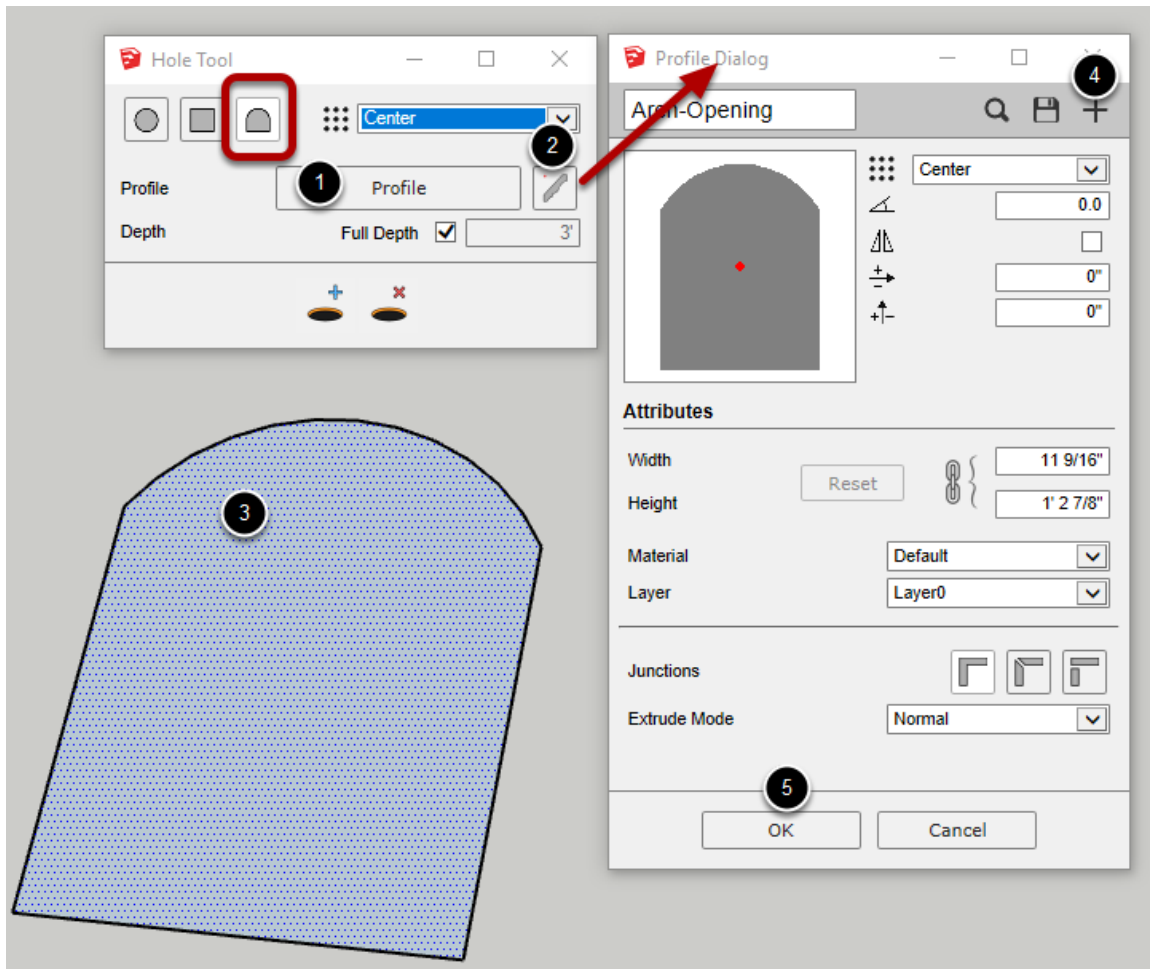 Hole Tool
Center
2
Profile
1
Profile
Depth
Full Depth
3'
3
Profile Dialog
4
Arch-Opening
Center
0.0
0"
0"
Attributes
Width
11 9/16"
Reset
Height
1' 2 7/8"
Material
Default
Layer
Layer0
Junctions
Extrude Mode
Normal
5
OK
Cancel